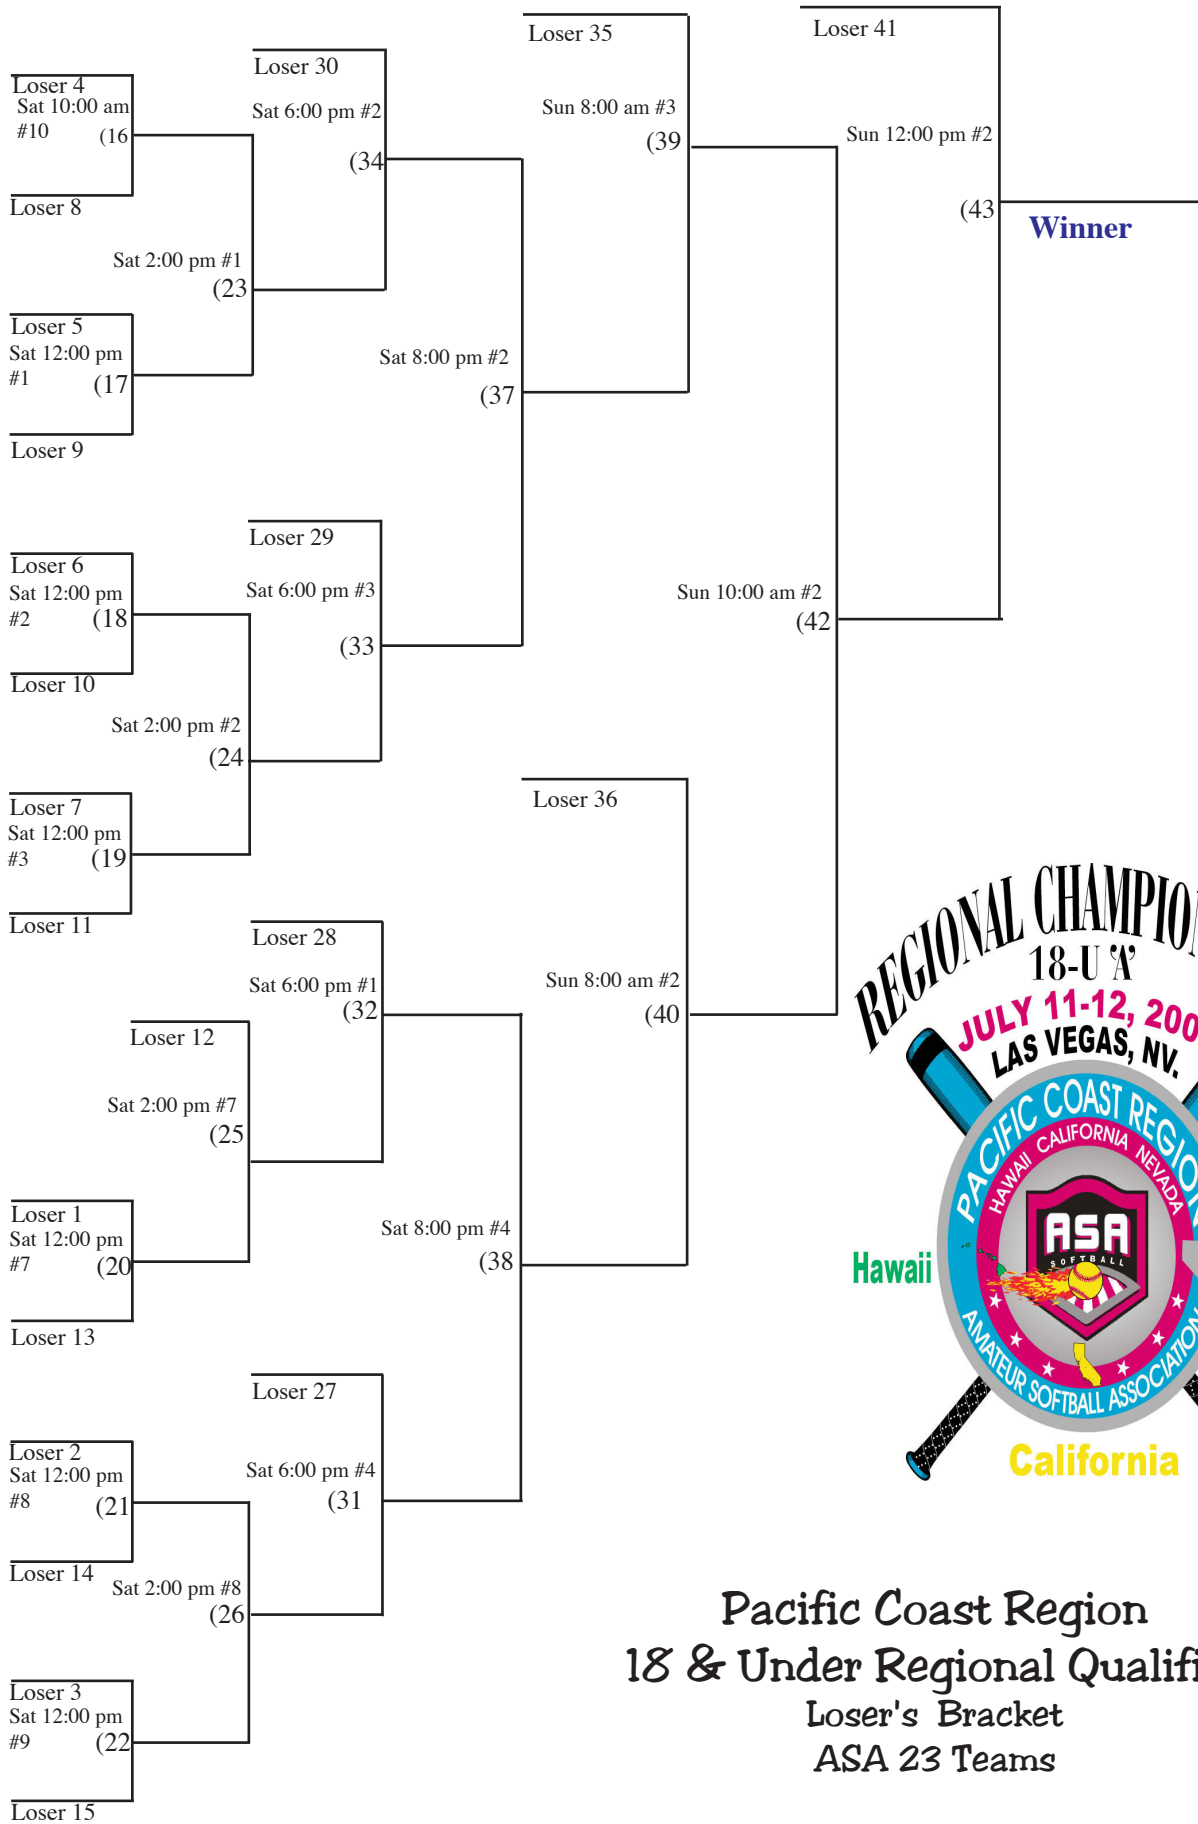 Loser 35
Loser 41
Loser 30
Loser 4
Sat 10:00 am
#10 (16
Sat 6:00 pm #2
(34
Sun 8:00 am #3
(39
Sun 12:00 pm #2
(43
Winner
Loser 8
Sat 2:00 pm #1
(23
Loser 5
Sat 12:00 pm
#1 (17
Loser 9
Sat 8:00 pm #2
(37
Loser 29
Loser 6
Sat 12:00 pm
#2 (18
Loser 10
Sat 6:00 pm #3
(33
Sun 10:00 am #2
(42
Sat 2:00 pm #2
(24
Loser 7
Sat 12:00 pm
#3 (19
Loser 11
Loser 36
Loser 28
Sat 6:00 pm #1
(32
Sun 8:00 am #2
(40
Loser 12
Sat 2:00 pm #7
(25
Loser 1
Sat 12:00 pm
#7 (20
Loser 13
Sat 8:00 pm #4
(38
Loser 27
Loser 2
Sat 12:00 pm
#8 (21
Loser 14
Sat 6:00 pm #4
(31
Sat 2:00 pm #8
(26
Loser 3
Sat 12:00 pm
#9 (22
Loser 15
REGIONAL CHAMPION
18-U 'A'
JULY 11-12, 200
LAS VEGAS, NV.
PACIFIC COAST REGION
HAWAII CALIFORNIA NEVADA
ASA
SOFTBALL
AMATEUR SOFTBALL ASSOCIATION
Hawaii
California
Pacific Coast Region
18 & Under Regional Qualifi
Loser's Bracket
ASA 23 Teams